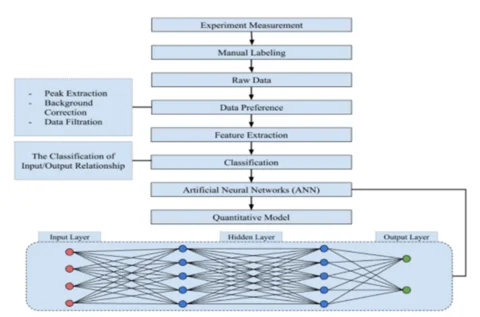 Experiment Measurement
Manual Labeling
Raw Data
- Peak Extraction
- Background
Correction
- Data Filtration
Data Preference
Feature Extraction
The Classification of
Input/Output Relationship
Classification
Artificial Neural Networks (ANN)
Quantitative Model
Input Layer
Hidden Layer
Output Layer